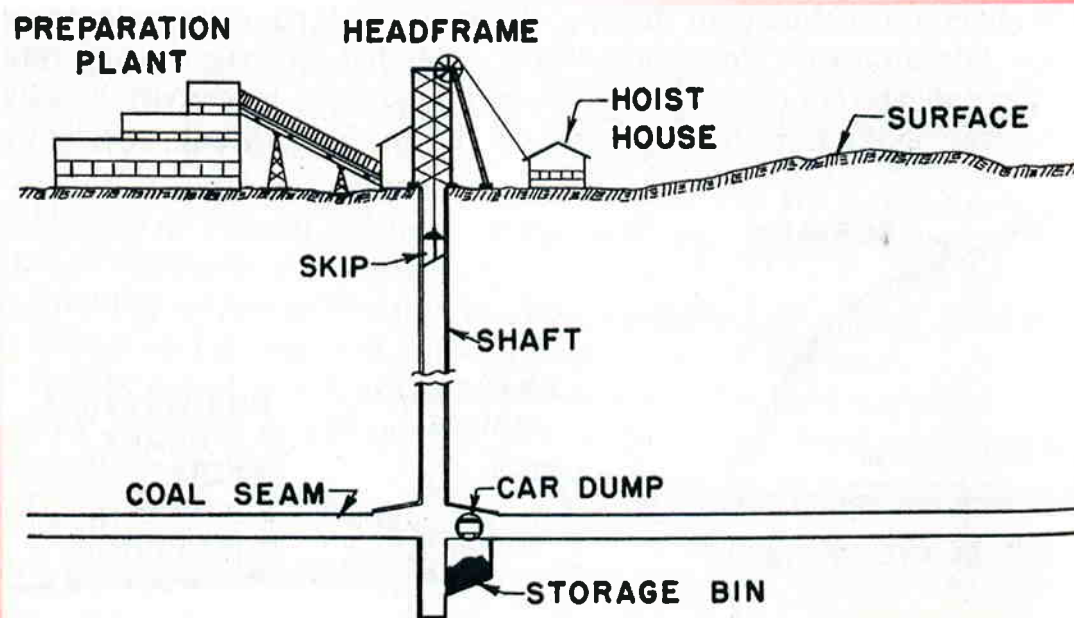 PREPARATION
PLANT
HEADFRAME
HOIST
HOUSE
SURFACE
SKIP
SHAFT
COAL SEAM
CAR DUMP
STORAGE BIN